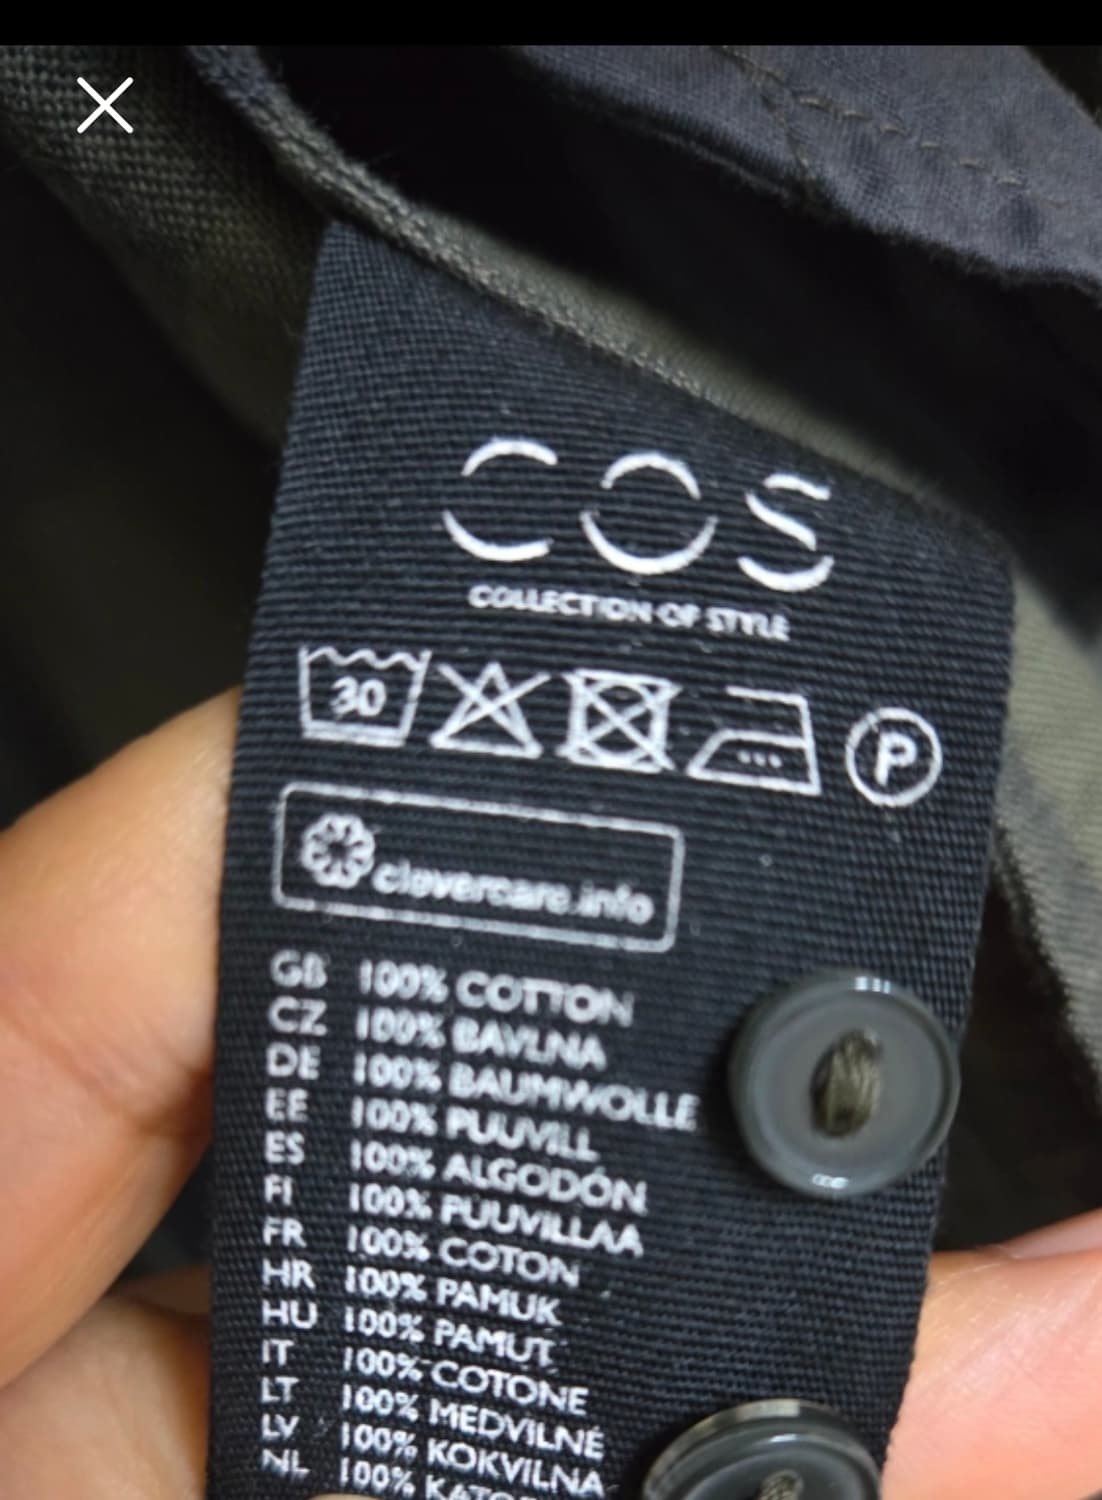 COS
COLLECTION OF STYLE
30
P
clevercare.info
GB 100% COTTON
CZ 100% BAVLNA
DE 100% BAUMWOLLE
EE 100% PUUVILL
ES 100% ALGODÓN
FI 100% PUUVILLAA
FR 100% COTON
HR 100% PAMUK
HU 100% PAMUT
IT 100% COTONE
LT 100% MEDVILNĖ
LV 100% KOKVILNA
NL 100%